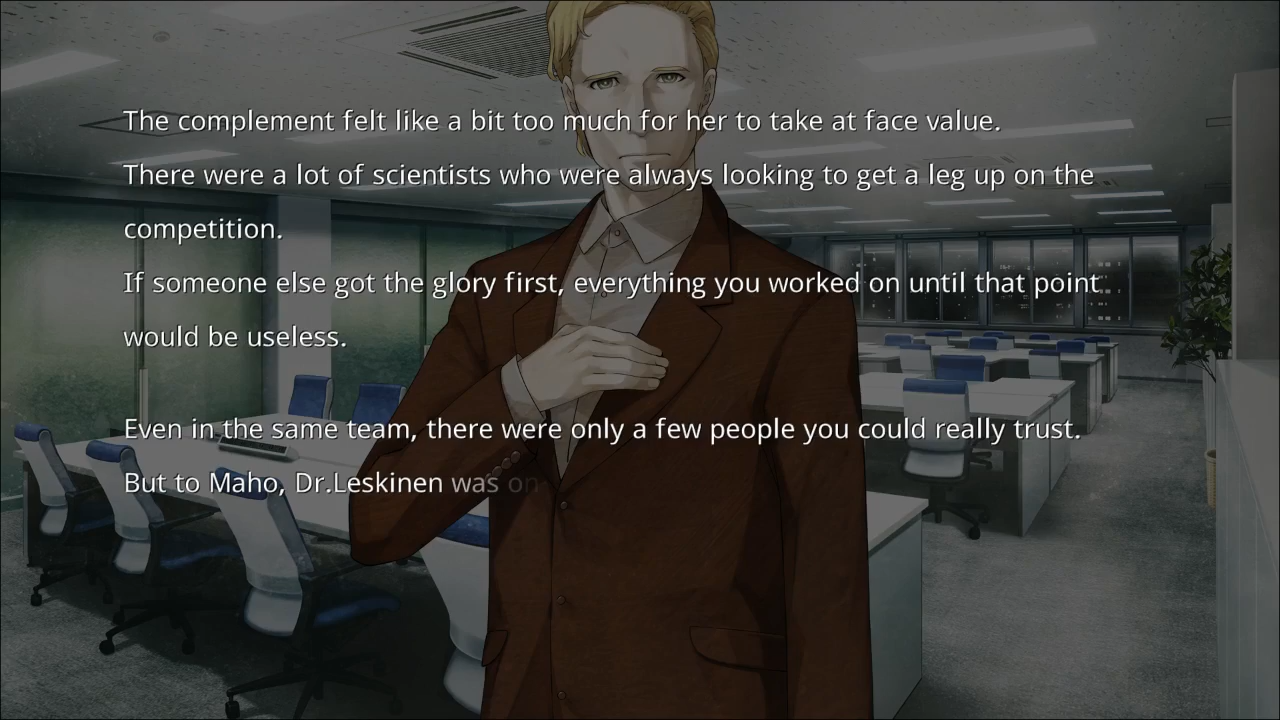 The complement felt like a bit too much for her to take at face value.
There were a lot of scientists who were always looking to get a leg up on the
competition.
If someone else got the glory first, everything you worked on until that point
would be useless.
Even in the same team, there were only a few people you could really trust.
But to Maho, Dr.Leskinen was on